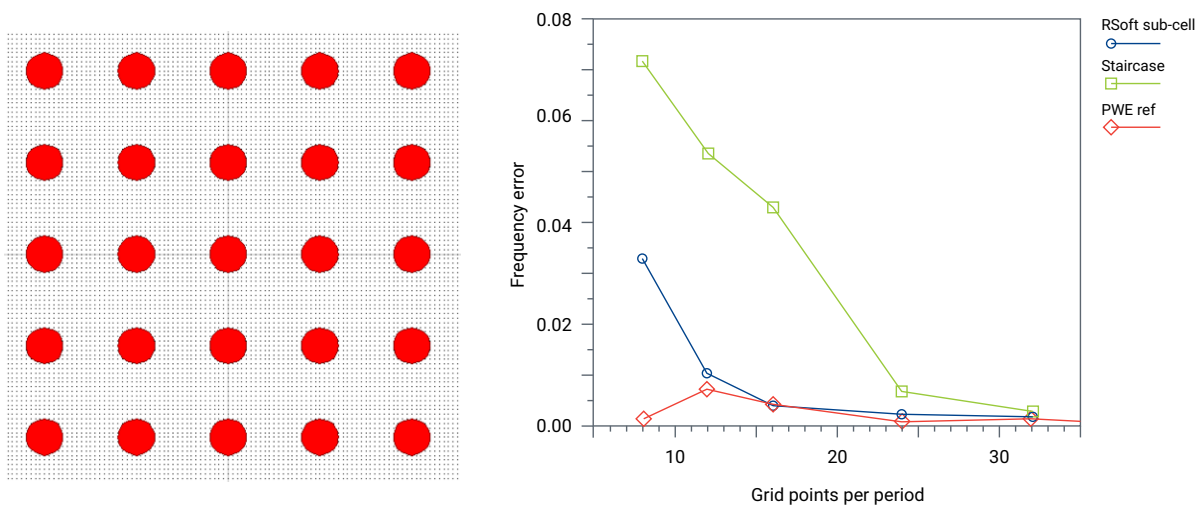 0.08
0.06
0.04
0.02
0.00
Frequency error
10
20
30
Grid points per period
RSoft sub-cell
Staircase
PWE ref